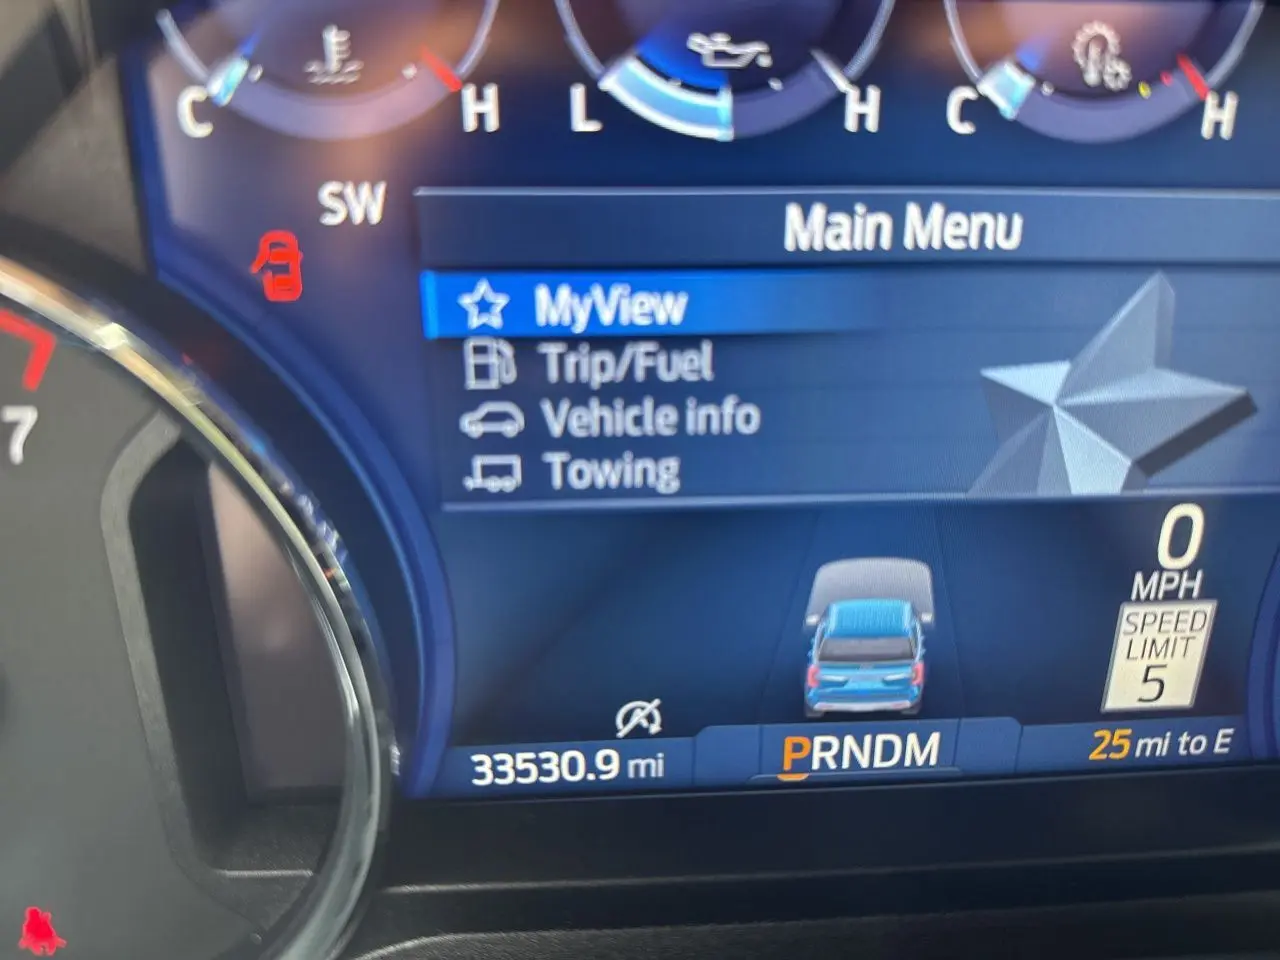 C H L H C H
SW
Main Menu
MyView
Trip/Fuel
Vehicle info
Towing
7
0
MPH
SPEED
LIMIT
5
33530.9 mi
PRNDM
25 mi to E